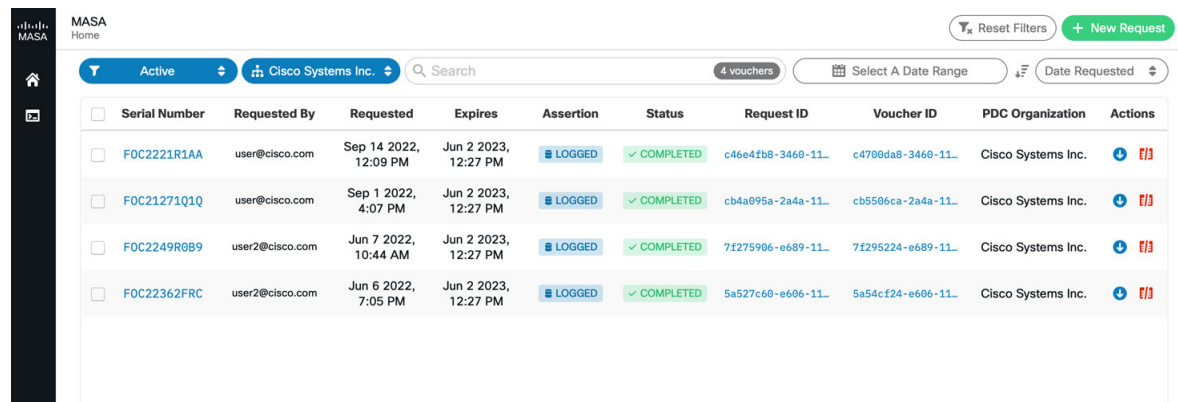 MASA
MASA
Home
Reset Filters
+ New Request
Active
Cisco Systems Inc.
Search
4 vouchers
Select A Date Range
Date Requested
Serial Number Requested By Requested Expires Assertion Status Request ID Voucher ID PDC Organization Actions
FOC2221R1AA user@cisco.com Sep 14 2022, 12:09 PM Jun 2 2023, 12:27 PM LOGGED COMPLETED c46e4fb8-3460-11… c4700da8-3460-11… Cisco Systems Inc.
FOC21271Q1Q user@cisco.com Sep 1 2022, 4:07 PM Jun 2 2023, 12:27 PM LOGGED COMPLETED cb4a095a-2a4a-11… cb5506ca-2a4a-11… Cisco Systems Inc.
FOC2249R0B9 user2@cisco.com Jun 7 2022, 10:44 AM Jun 2 2023, 12:27 PM LOGGED COMPLETED 7f275906-e689-11… 7f295224-e689-11… Cisco Systems Inc.
FOC22362FRC user2@cisco.com Jun 6 2022, 7:05 PM Jun 2 2023, 12:27 PM LOGGED COMPLETED 5a527c60-e606-11… 5a54cf24-e606-11… Cisco Systems Inc.